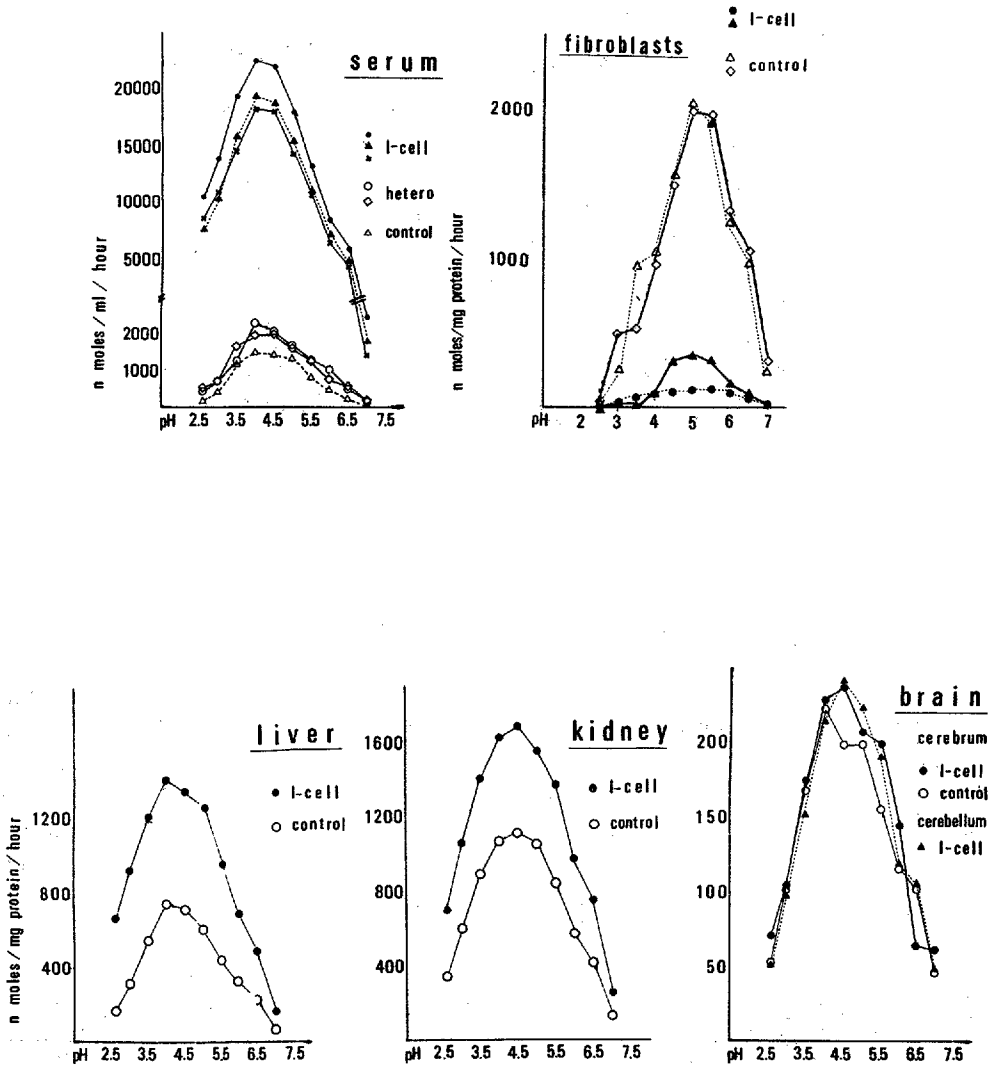 serum
20000
15000
10000
5000
2000
1000
n moles / ml / hour
I-cell
hetero
control
pH 2.5 3.5 4.5 5.5 6.5 7.5
fibroblasts
I-cell
control
2000
1000
n moles/mg protein / hour
pH 2 3 4 5 6 7
liver
I-cell
control
1200
800
400
n moles / mg protein / hour
pH 2.5 3.5 4.5 5.5 6.5 7.5
kidney
I-cell
control
1600
1200
800
400
pH 2.5 3.5 4.5 5.5 6.5 7.5
brain
cerebrum
I-cell
control
cerebellum
I-cell
200
150
100
50
pH 2.5 3.5 4.5 5.5 6.5 7.5